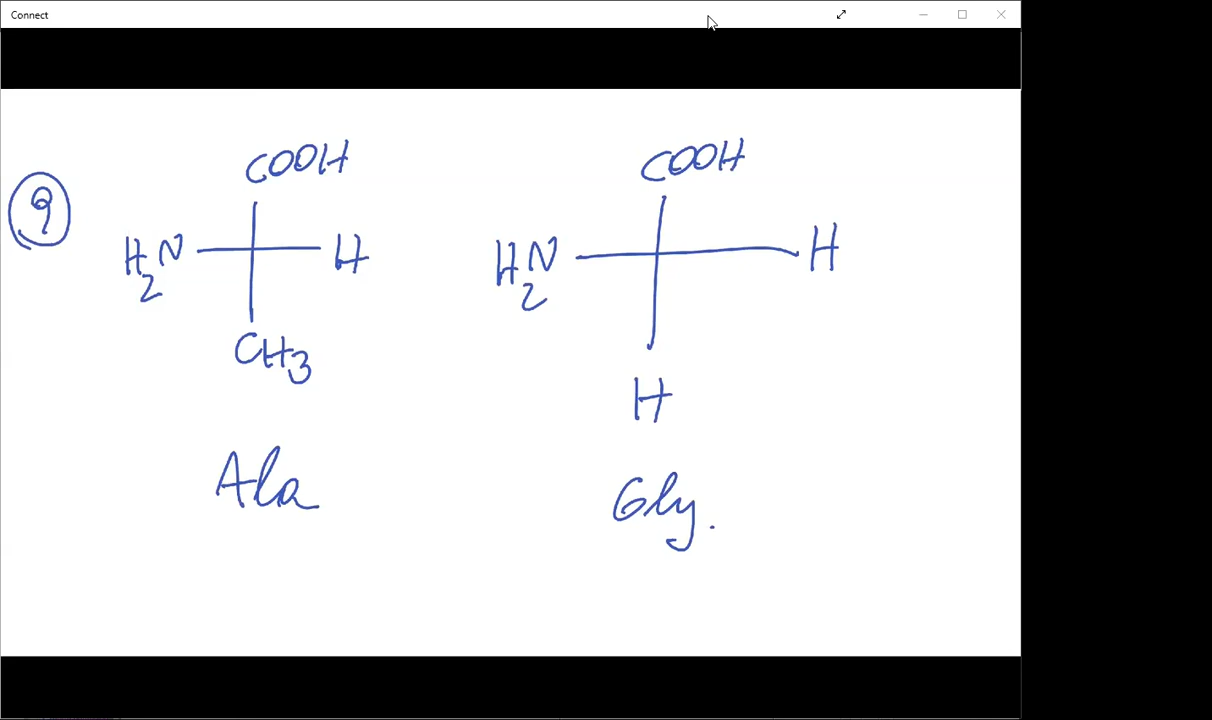 Connect
COOH COOH
9
H2N H H2N H
CH3
H
Ala Gly.